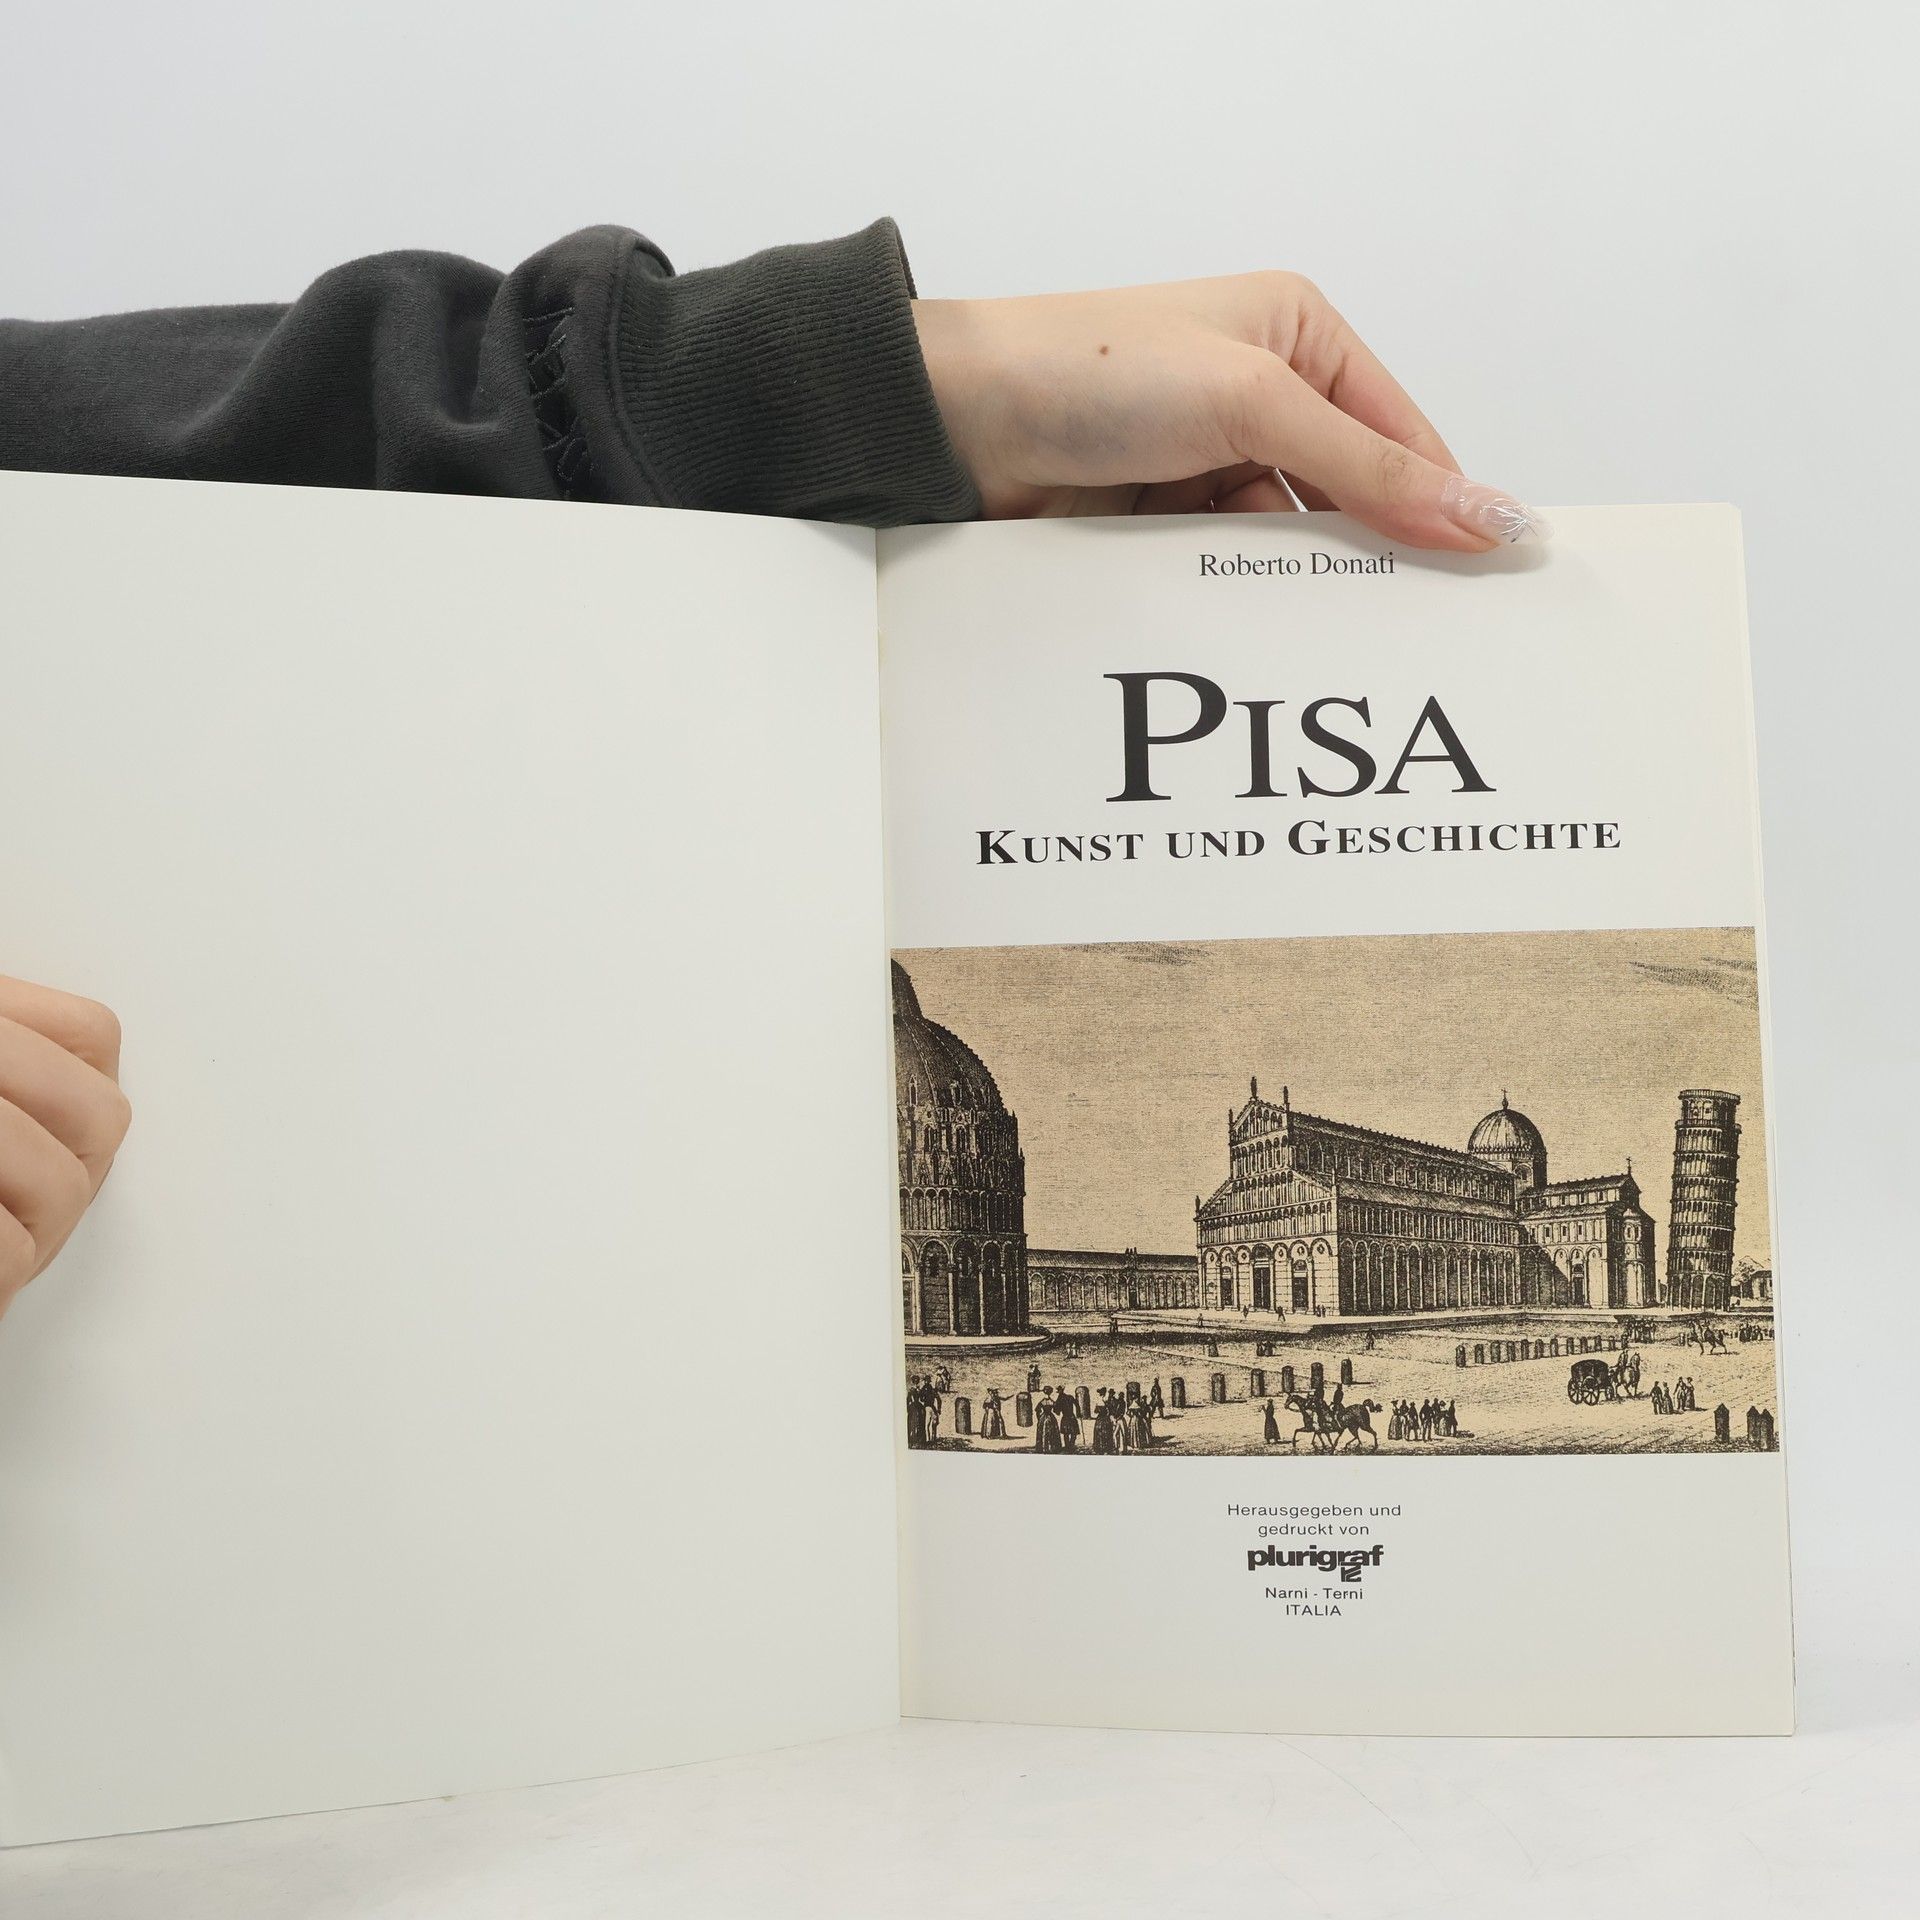 Roberto Donati
PISA
KUNST UND GESCHICHTE
Herausgegeben und
gedruckt von
plurigraf
Narni - Terni
ITALIA